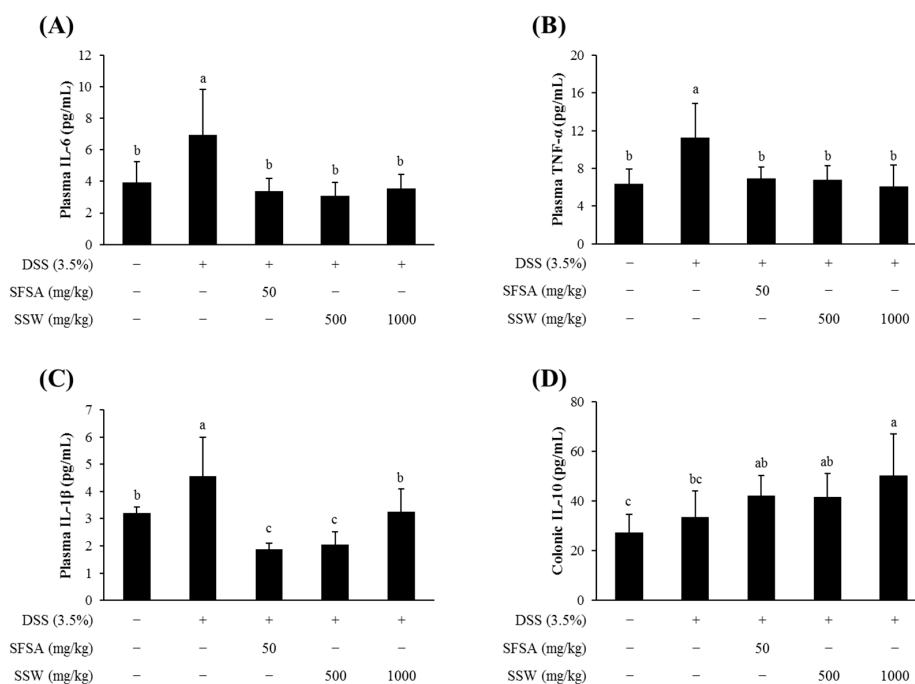 (A)
Plasma IL-6 (pg/mL)
12
10
8
6
4
2
0
b
a
b
b
b
DSS (3.5%) − + + + +
SFSA (mg/kg) − − 50 − −
SSW (mg/kg) − − − 500 1000
(B)
Plasma TNF-α (pg/mL)
20
16
12
8
4
0
b
a
b
b
b
DSS (3.5%) − + + + +
SFSA (mg/kg) − − 50 − −
SSW (mg/kg) − − − 500 1000
(C)
Plasma IL-1β (pg/mL)
7
6
5
4
3
2
1
0
b
a
c
c
b
DSS (3.5%) − + + + +
SFSA (mg/kg) − − 50 − −
SSW (mg/kg) − − − 500 1000
(D)
Colonic IL-10 (pg/mL)
80
60
40
20
0
c
bc
ab
ab
a
DSS (3.5%) − + + + +
SFSA (mg/kg) − − 50 − −
SSW (mg/kg) − − − 500 1000